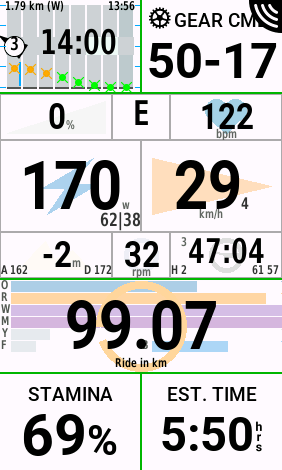 1.79 km (W) 13:56
3 14:00
GEAR CM
50-17
0%
E
122
bpm
170 w
62|38
29.4
km/h
-2 m
A 162 D 172
32
rpm
3 47:04
H 2 61 57
O
R
W
M
Y
F
99.07
Ride in km
STAMINA
69%
EST. TIME
5:50 hrs